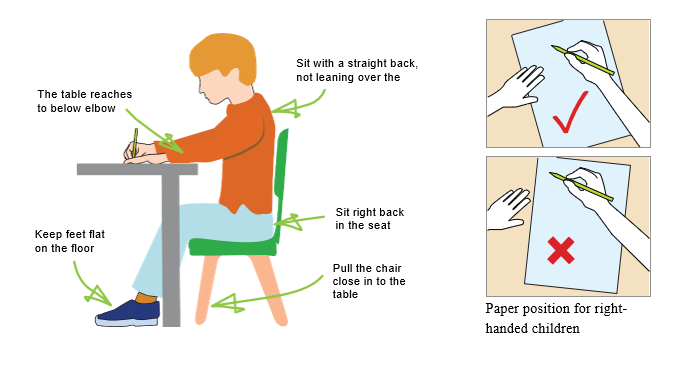 Sit with a straight back,
not leaning over the
The table reaches
to below elbow
Sit right back
in the seat
Keep feet flat
on the floor
Pull the chair
close in to the
table
Paper position for right-
handed children